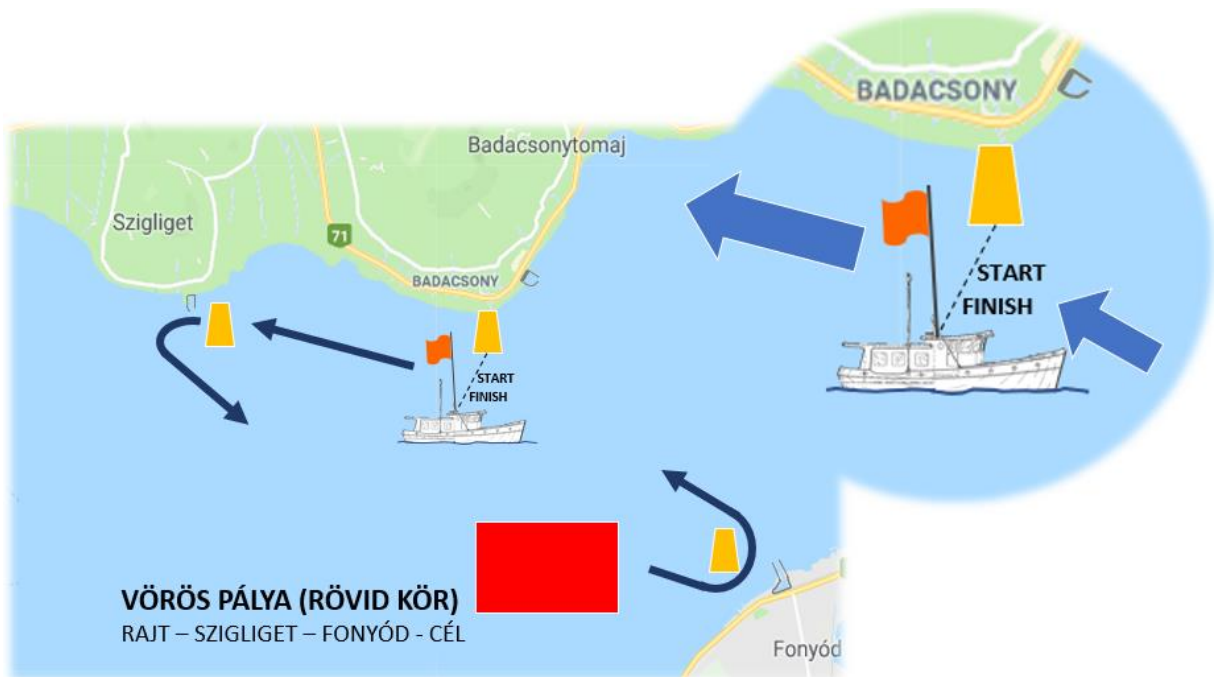 BADACSONY
Badacsonytomaj
Szigliget
71
BADACSONY
START
FINISH
START
FINISH
VÖRÖS PÁLYA (RÖVID KÖR)
RAJT – SZIGLIGET – FONYÓD - CÉL
Fonyód